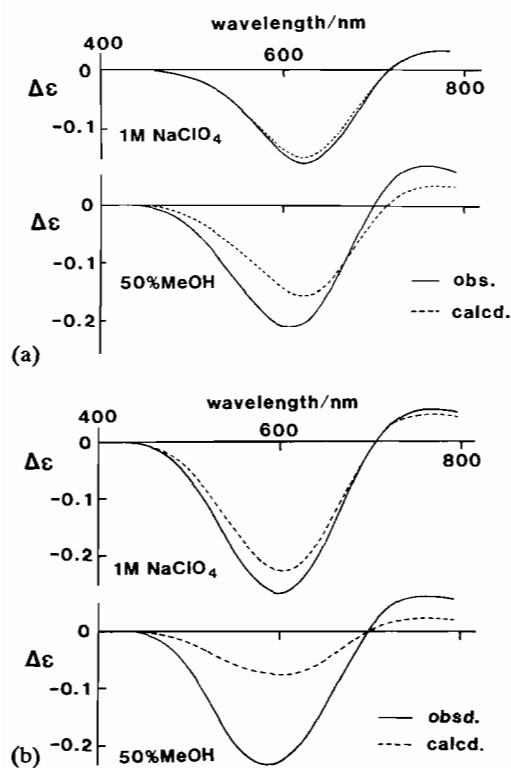 wavelength/nm
400 600 800
0
Δε
-0.1
1M NaClO4
0
Δε
-0.1
50%MeOH
-0.2
obs.
calcd.
(a)
wavelength/nm
400 600 800
0
Δε
-0.1
-0.2
1M NaClO4
0
Δε
-0.1
-0.2
50%MeOH
obsd.
calcd.
(b)